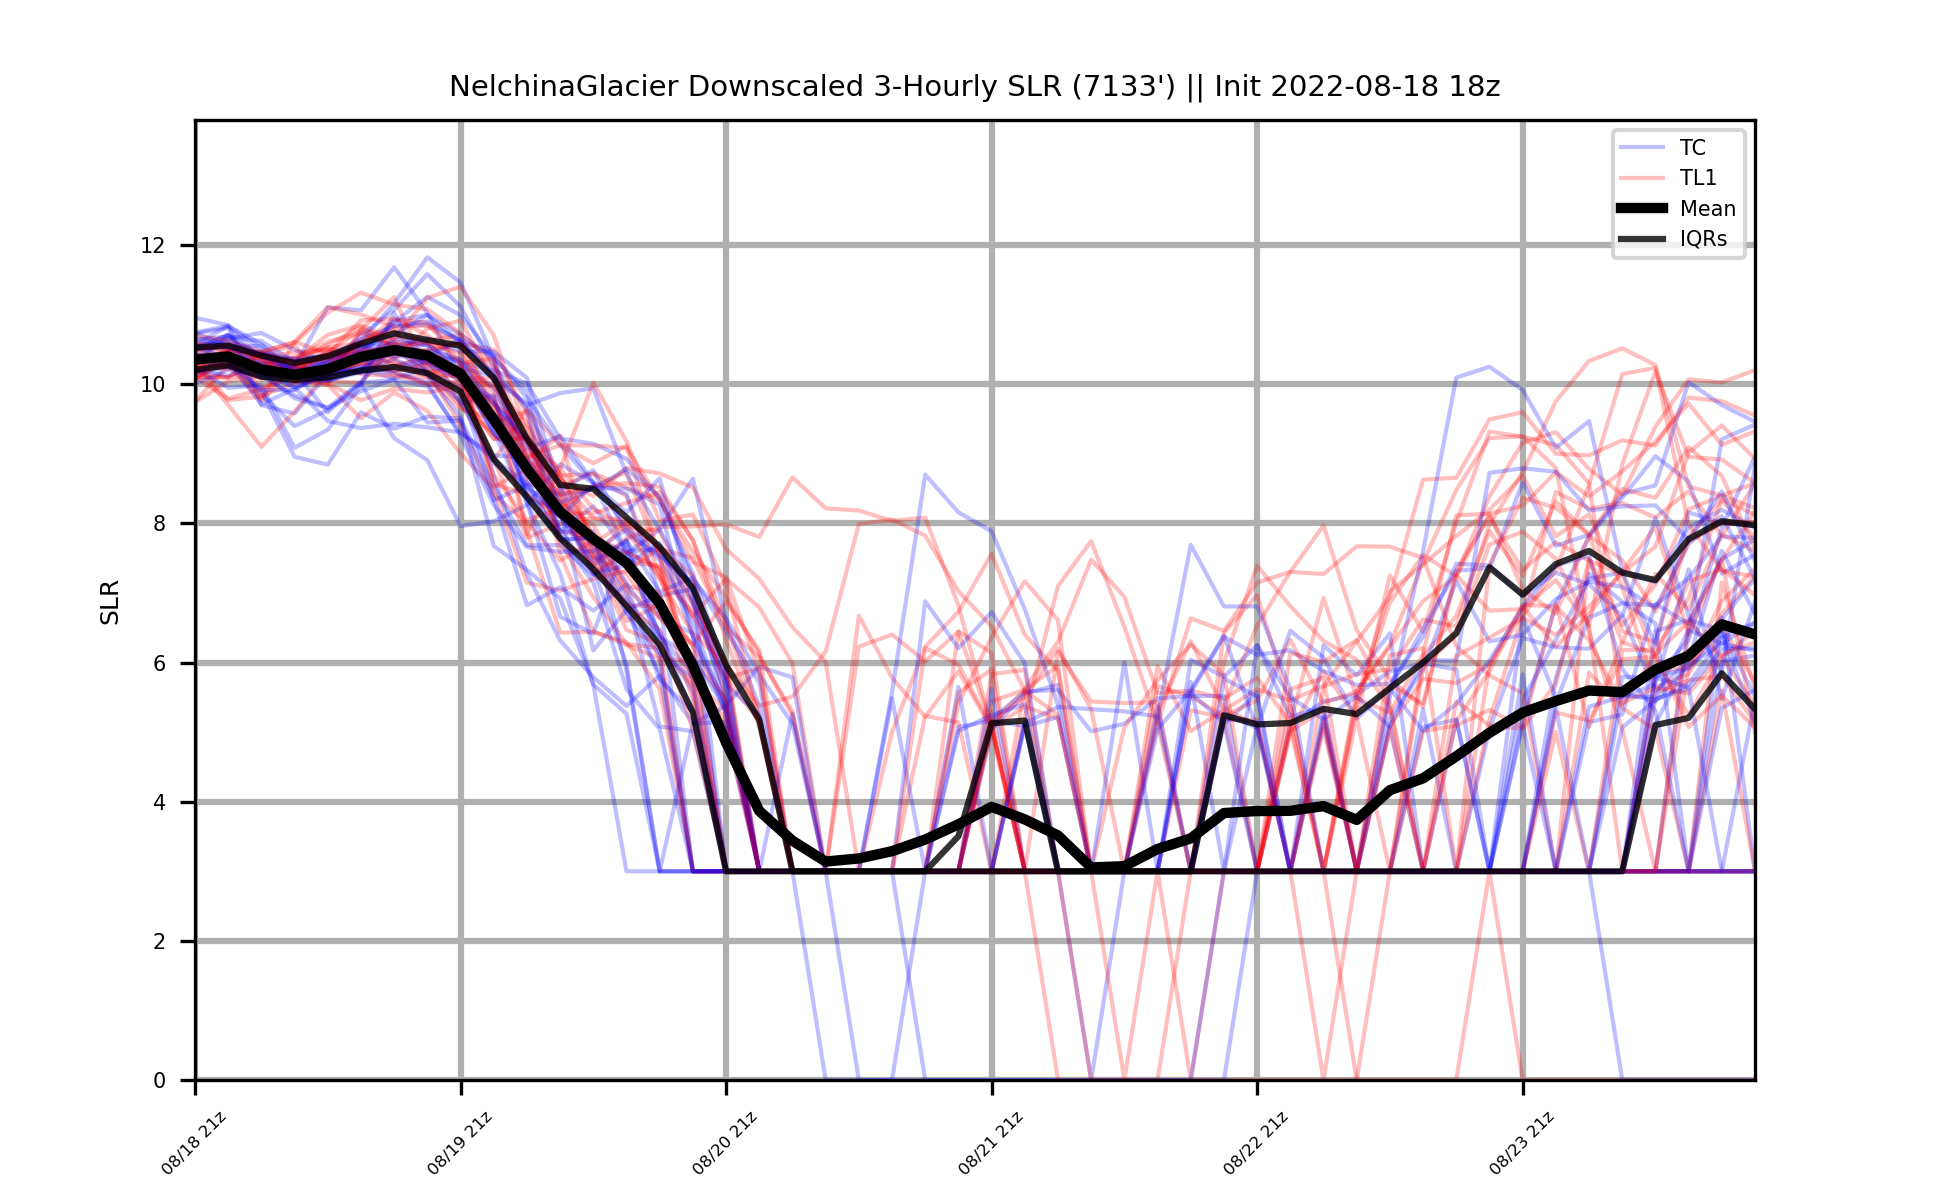 NelchinaGlacier Downscaled 3-Hourly SLR (7133') || Init 2022-08-18 18z
TC
TL1
Mean
IQRs
12
10
8
6
4
2
0
SLR
08/18 21z
08/19 21z
08/20 21z
08/21 21z
08/22 21z
08/23 21z